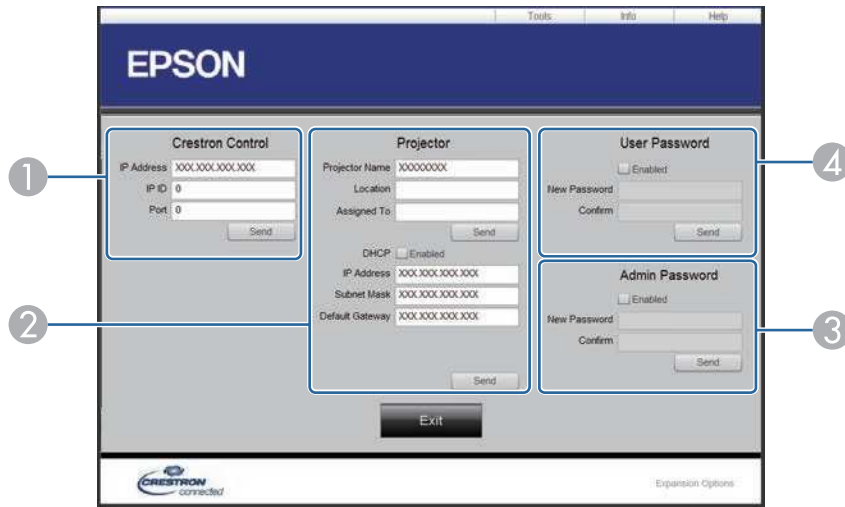 Tools Info Help
EPSON
Crestron Control
IP Address XXX.XXX.XXX.XXX
IP ID 0
Port 0
Send
1
Projector
Projector Name XXXXXXXX
Location
Assigned To
Send
DHCP Enabled
IP Address XXX.XXX.XXX.XXX
Subnet Mask XXX.XXX.XXX.XXX
Default Gateway XXX.XXX.XXX.XXX
Send
2
User Password
Enabled
New Password
Confirm
Send
4
Admin Password
Enabled
New Password
Confirm
Send
3
Exit
CRESTRON
connected
Expansion Options